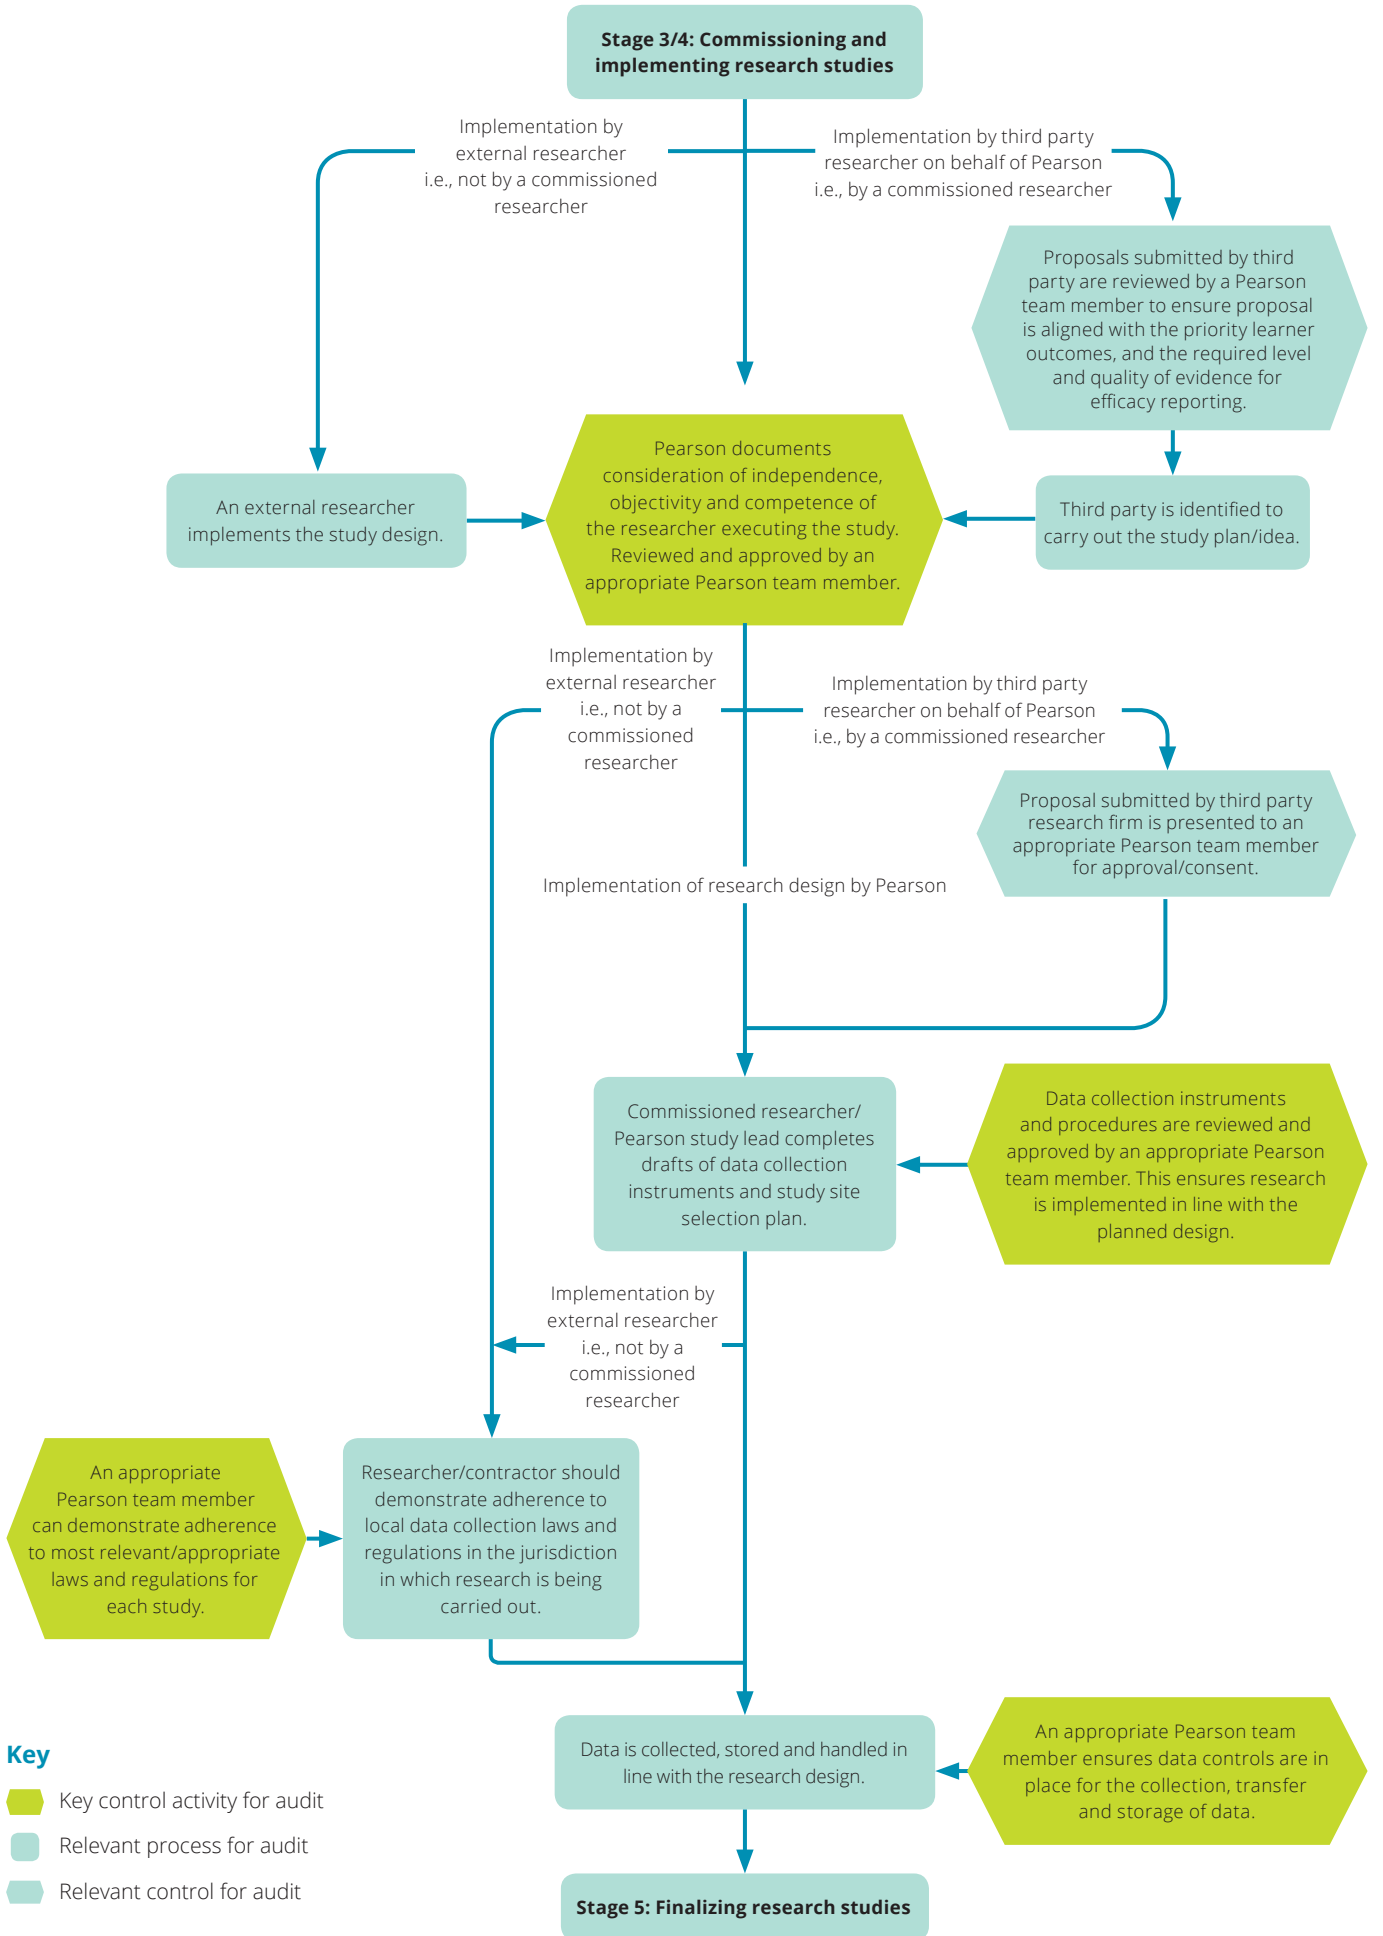 Stage 3/4: Commissioning and
implementing research studies
Implementation by
external researcher
i.e., not by a commissioned
researcher
Implementation by third party
researcher on behalf of Pearson
i.e., by a commissioned researcher
Proposals submitted by third
party are reviewed by a Pearson
team member to ensure proposal
is aligned with the priority learner
outcomes, and the required level
and quality of evidence for
efficacy reporting.
An external researcher
implements the study design.
Pearson documents
consideration of independence,
objectivity and competence of
the researcher executing the study.
Reviewed and approved by an
appropriate Pearson team member.
Third party is identified to
carry out the study plan/idea.
Implementation by
external researcher
i.e., not by a
commissioned
researcher
Implementation by third party
researcher on behalf of Pearson
i.e., by a commissioned researcher
Proposal submitted by third party
research firm is presented to an
appropriate Pearson team member
for approval/consent.
Implementation of research design by Pearson
Commissioned researcher/
Pearson study lead completes
drafts of data collection
instruments and study site
selection plan.
Data collection instruments
and procedures are reviewed and
approved by an appropriate Pearson
team member. This ensures research
is implemented in line with the
planned design.
Implementation by
external researcher
i.e., not by a
commissioned
researcher
An appropriate
Pearson team member
can demonstrate adherence
to most relevant/appropriate
laws and regulations for
each study.
Researcher/contractor should
demonstrate adherence to
local data collection laws and
regulations in the jurisdiction
in which research is being
carried out.
Data is collected, stored and handled in
line with the research design.
An appropriate Pearson team
member ensures data controls are in
place for the collection, transfer
and storage of data.
Key
Key control activity for audit
Relevant process for audit
Relevant control for audit
Stage 5: Finalizing research studies